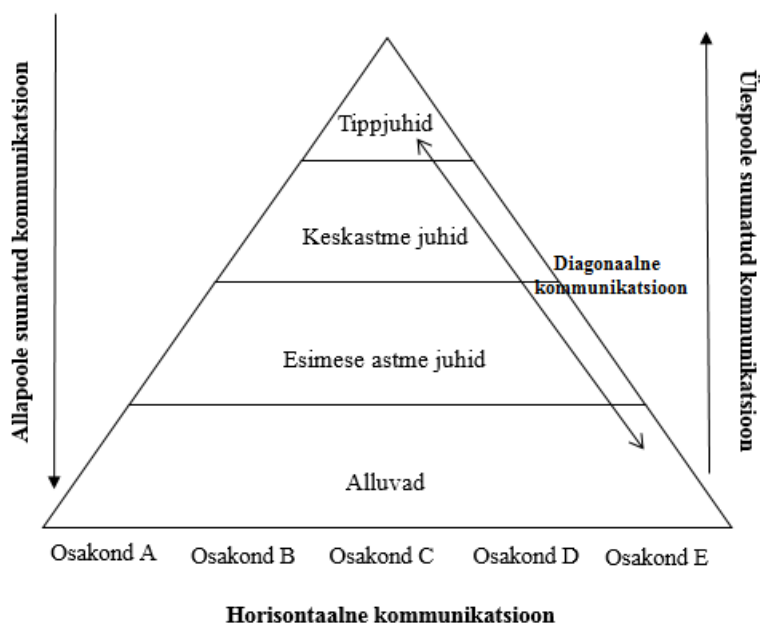 Allapoole suunatud kommunikatsioon
Tippjuhid
Keskastme juhid
Diagonaalne
kommunikatsioon
Esimese astme juhid
Alluvad
Ülespoole suunatud kommunikatsioon
Osakond A
Osakond B
Osakond C
Osakond D
Osakond E
Horisontaalne kommunikatsioon